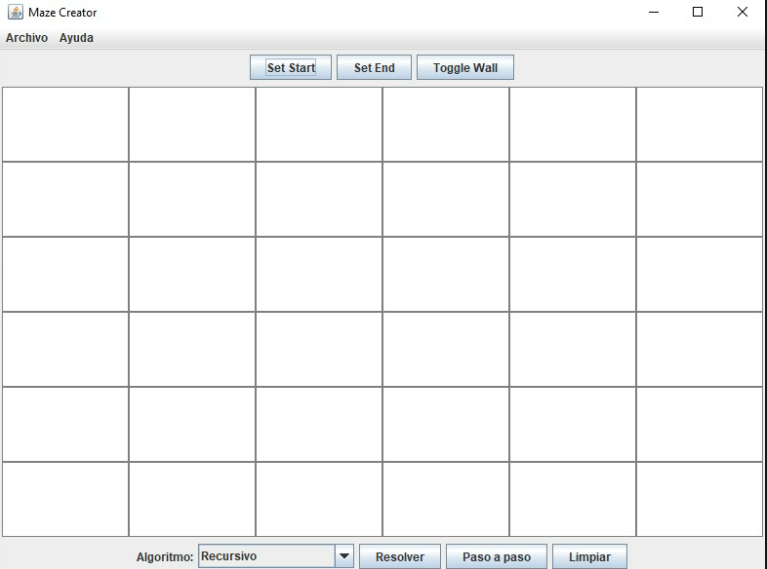 Maze Creator
Archivo Ayuda
Set Start Set End Toggle Wall
Algoritmo: Recursivo Resolver Paso a paso Limpiar